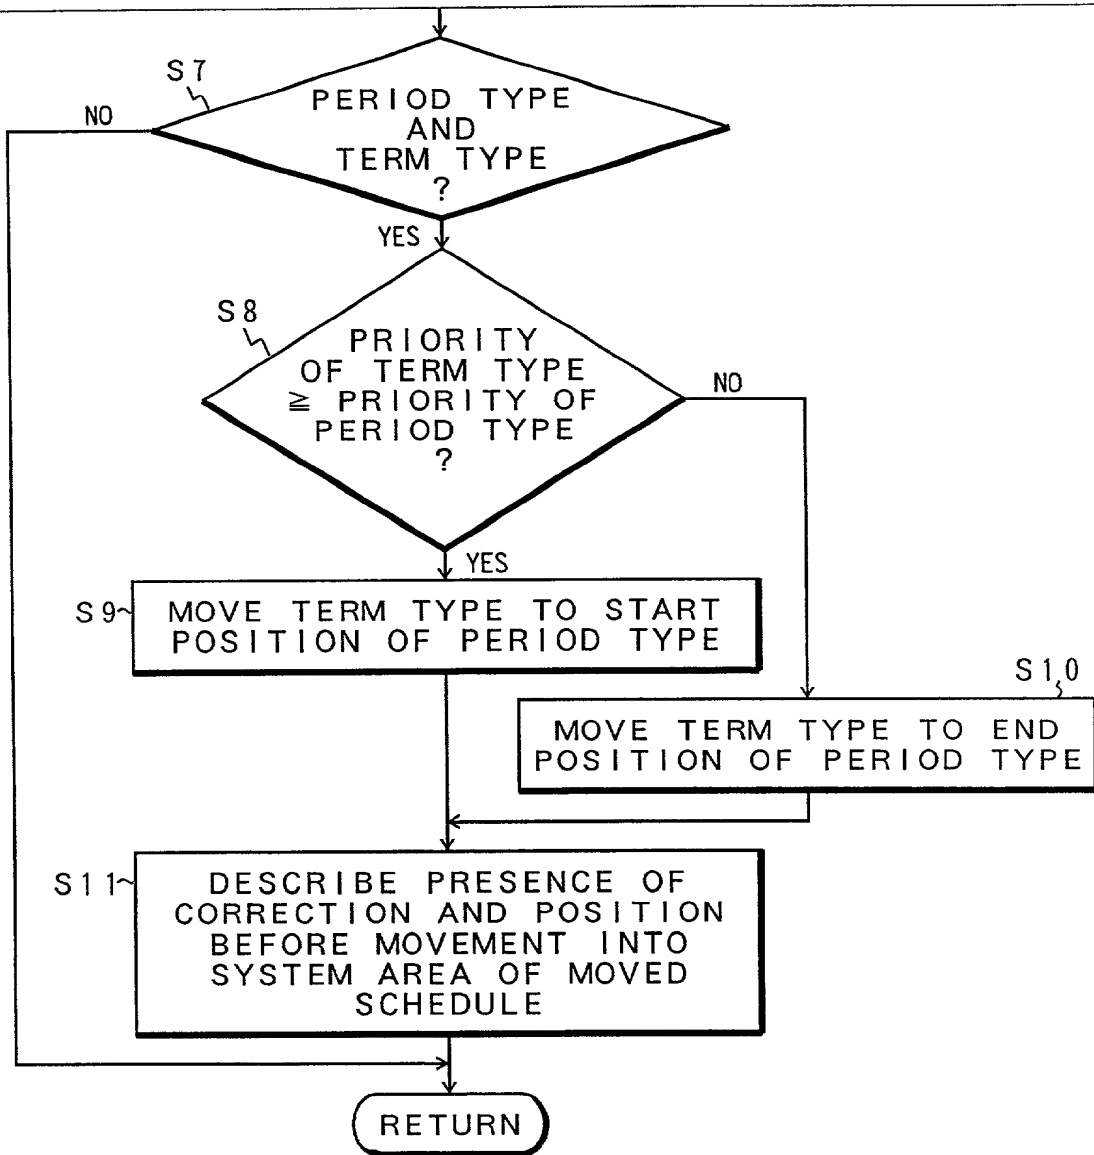 S7
NO
PERIOD TYPE
AND
TERM TYPE
?
YES
S8
PRIORITY
OF TERM TYPE
≧ PRIORITY OF
PERIOD TYPE
?
NO
YES
S9
MOVE TERM TYPE TO START
POSITION OF PERIOD TYPE
S10
MOVE TERM TYPE TO END
POSITION OF PERIOD TYPE
S11
DESCRIBE PRESENCE OF
CORRECTION AND POSITION
BEFORE MOVEMENT INTO
SYSTEM AREA OF MOVED
SCHEDULE
RETURN